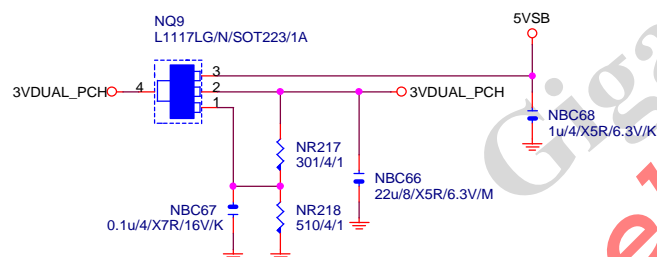 NQ9
L1117LG/N/SOT223/1A
5VSB
3VDUAL_PCH
4
3
2
1
3VDUAL_PCH
NBC68
1u/4/X5R/6.3V/K
NR217
301/4/1
NBC66
22u/8/X5R/6.3V/M
NBC67
0.1u/4/X7R/16V/K
NR218
510/4/1
Giga